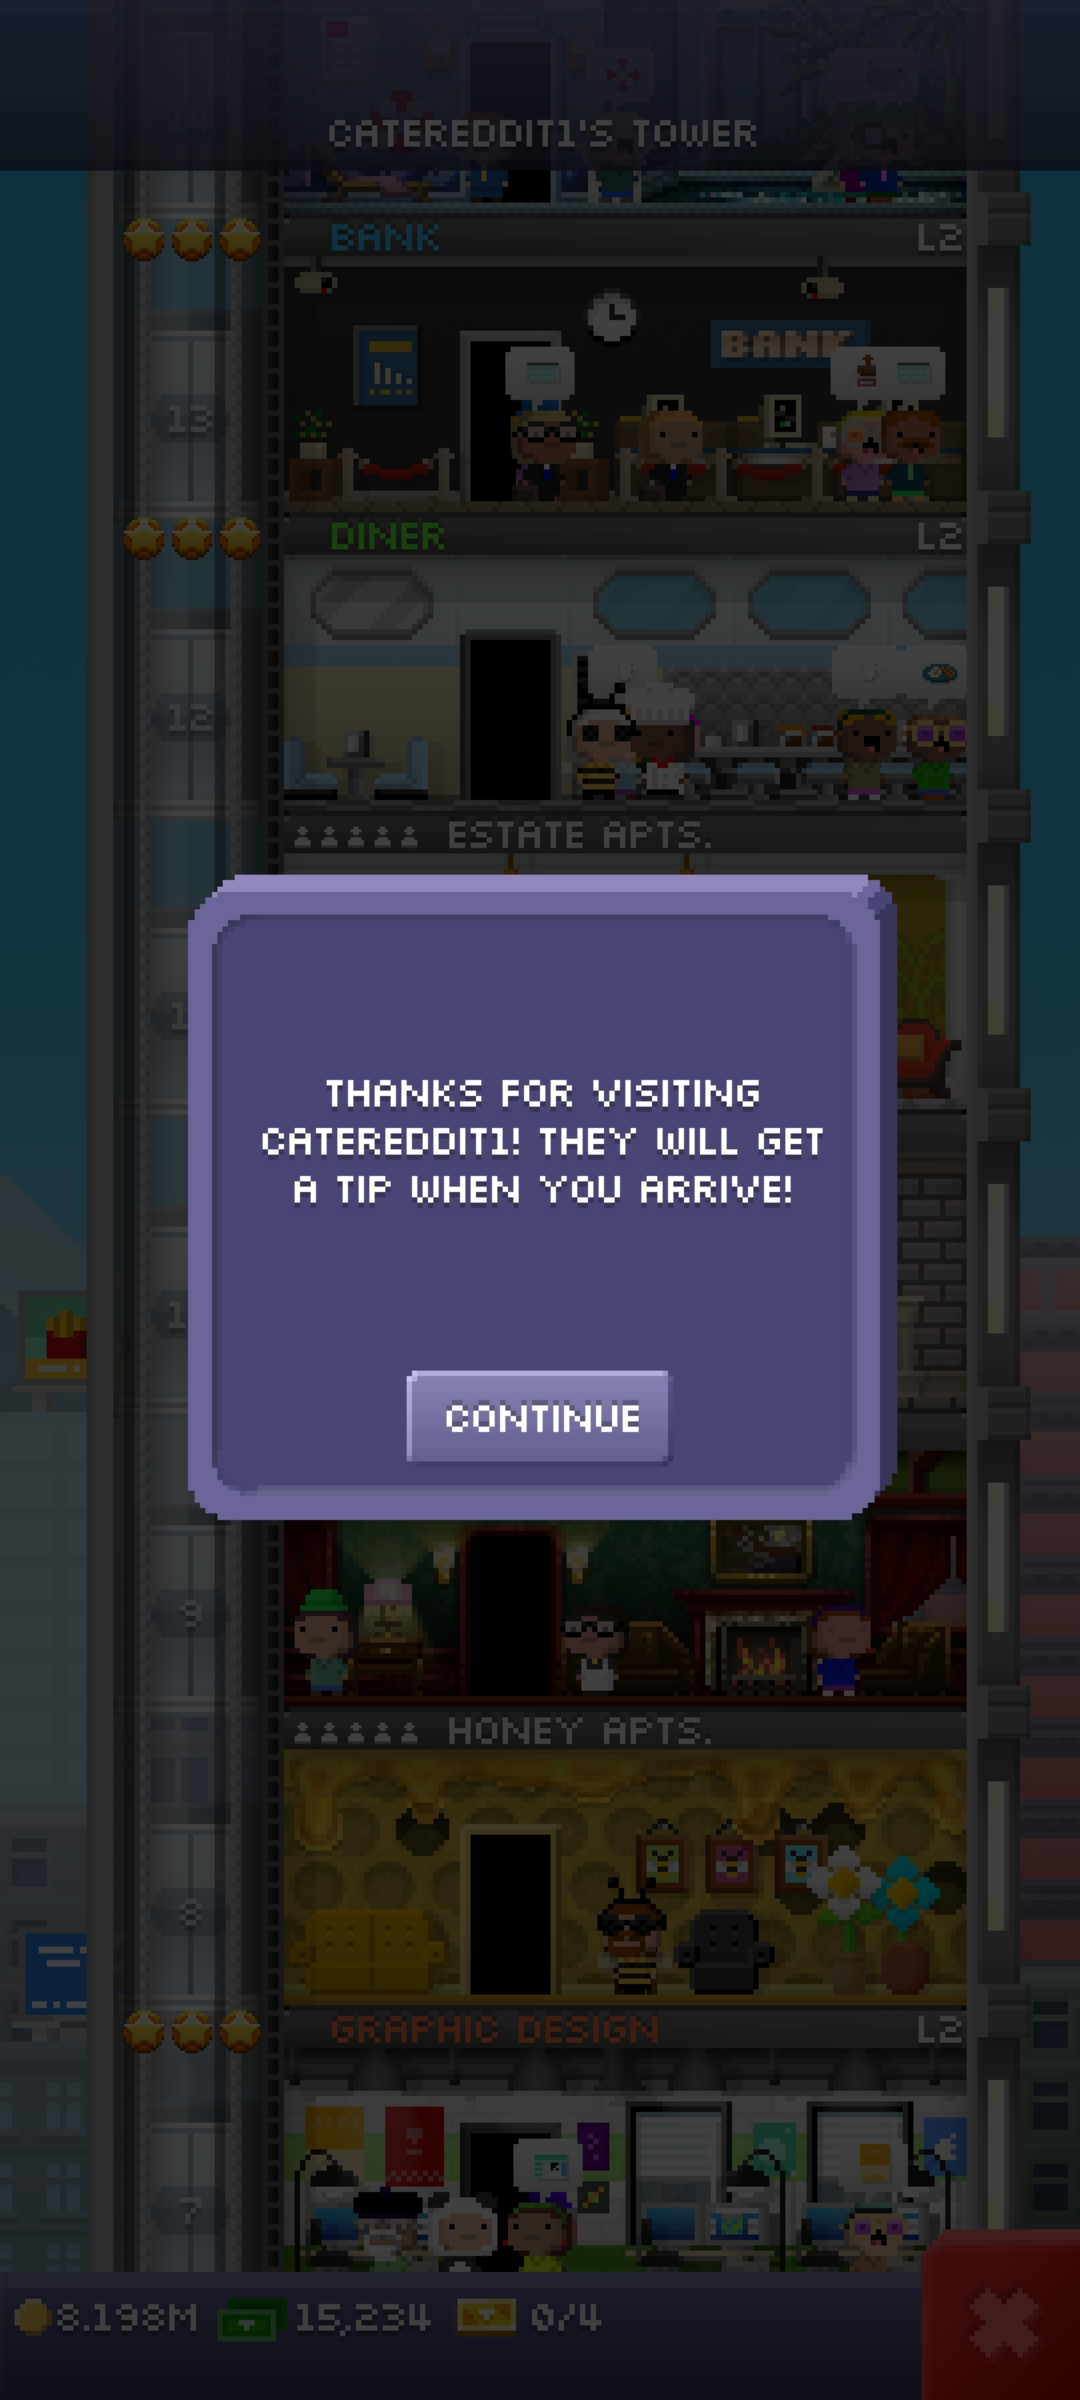 CATEREDDIT1'S TOWER
BANK L2
BANK
13
DINER L2
12
ESTATE APTS.
THANKS FOR VISITING
CATEREDDIT1! THEY WILL GET
A TIP WHEN YOU ARRIVE!
CONTINUE
9
HONEY APTS.
8
GRAPHIC DESIGN L2
7
8.198M 15,234 0/4